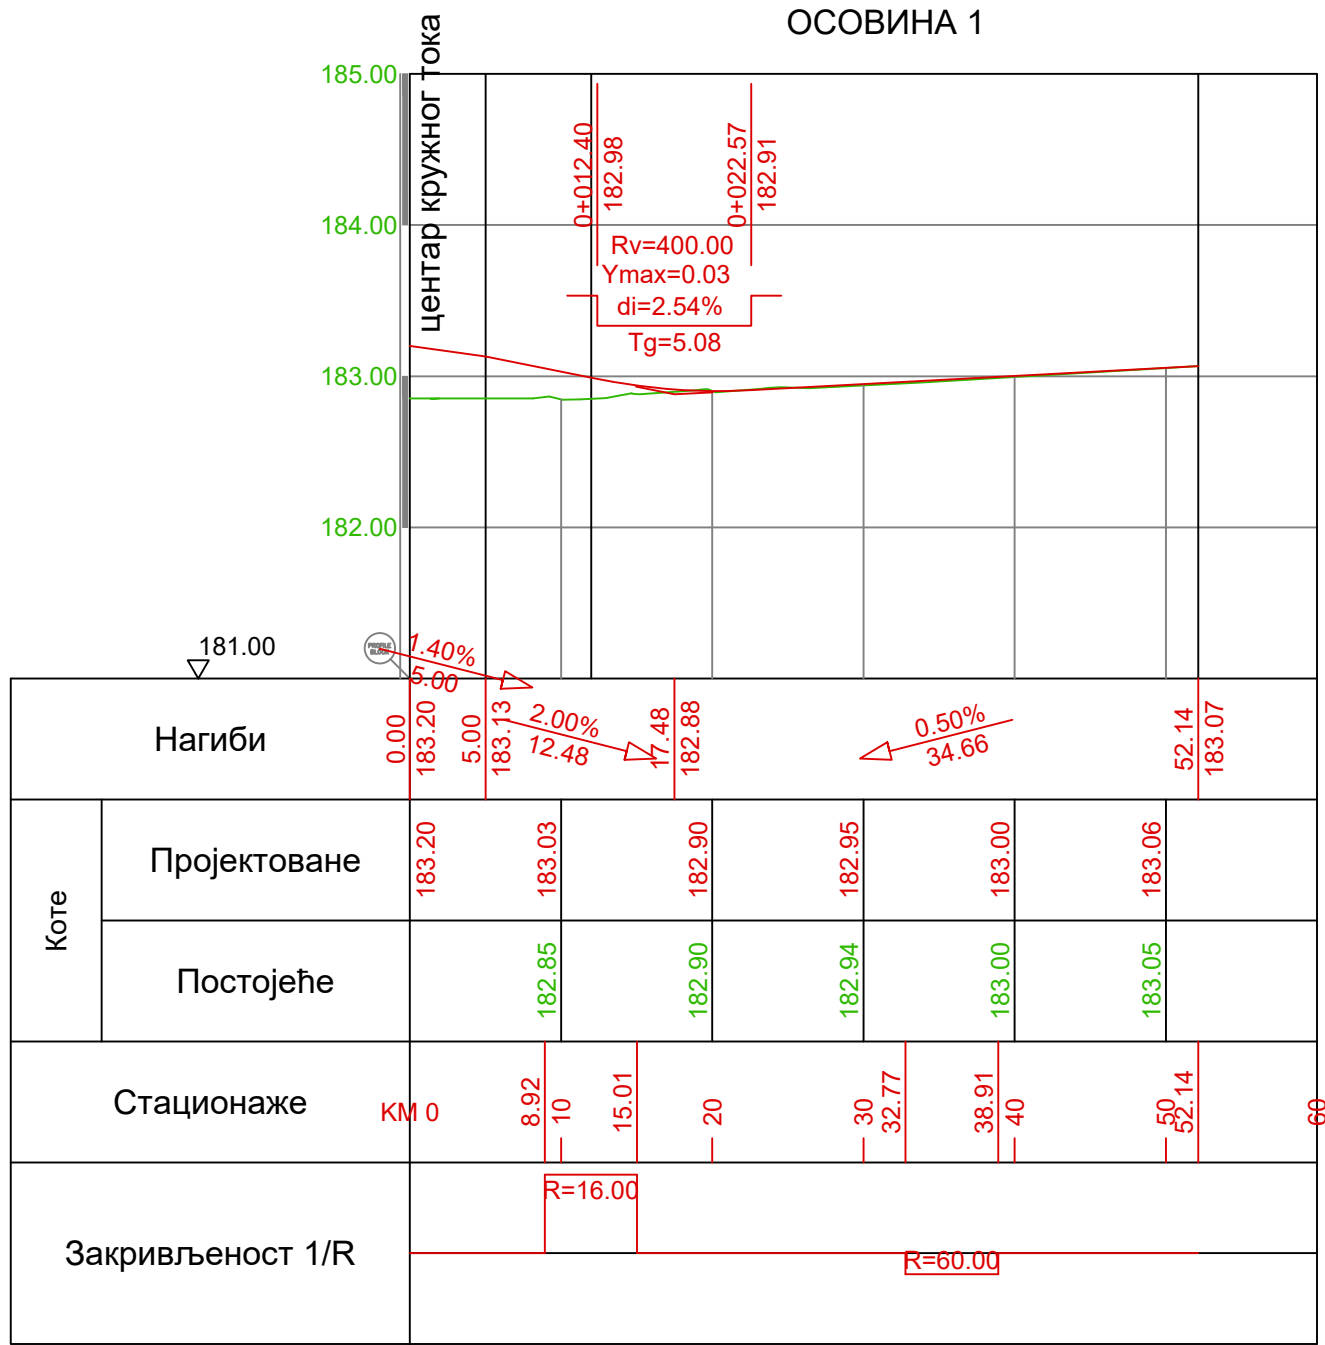 ОСОВИНА 1
центар кружног тока
185.00
184.00
183.00
182.00
0+012.40
182.98
0+022.57
182.91
Rv=400.00
Ymax=0.03
di=2.54%
Tg=5.08
181.00
PROFILE
BLOCK
1.40%
5.00
Нагиби
0.00
183.20
5.00
183.13
2.00%
12.48
17.48
182.88
0.50%
34.66
52.14
183.07
Коте
Пројектоване
183.20
183.03
182.90
182.95
183.00
183.06
Постојеће
182.85
182.90
182.94
183.00
183.05
Стационаже
KM 0
8.92
10
15.01
20
30
32.77
38.91
40
50
52.14
60
Закривљеност 1/R
R=16.00
R=60.00